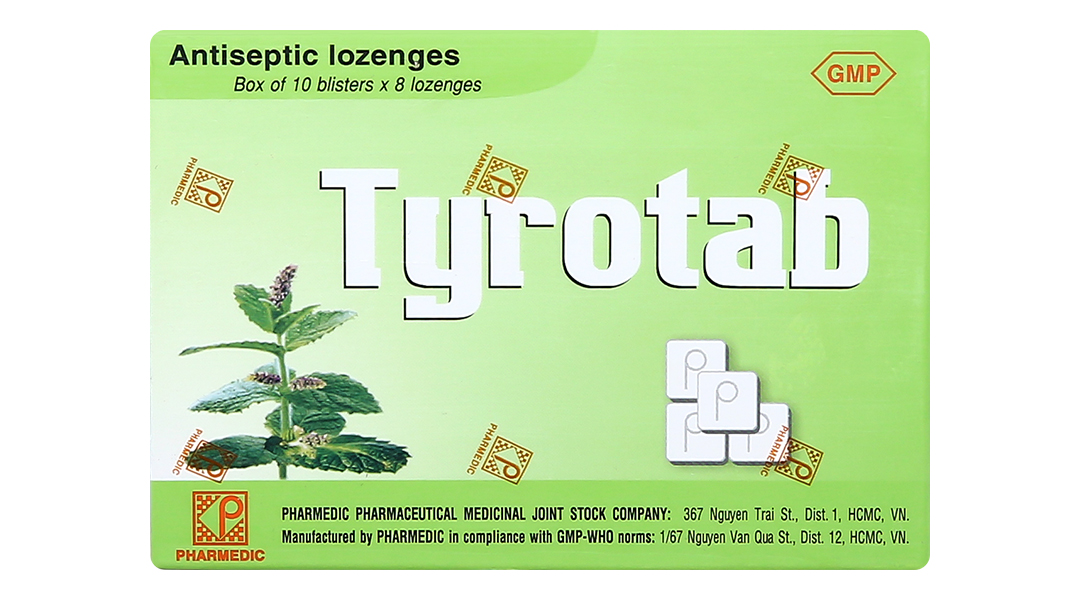 Antiseptic lozenges
Box of 10 blisters x 8 lozenges
GMP
Tyrotab
PHARMEDIC
PHARMEDIC
PHARMEDIC
PHARMEDIC
PHARMEDIC
PHARMEDIC
PHARMEDIC
PHARMEDIC PHARMACEUTICAL MEDICINAL JOINT STOCK COMPANY: 367 Nguyen Trai St., Dist. 1, HCMC, VN.
Manufactured by PHARMEDIC in compliance with GMP-WHO norms: 1/67 Nguyen Van Qua St., Dist. 12, HCMC, VN.